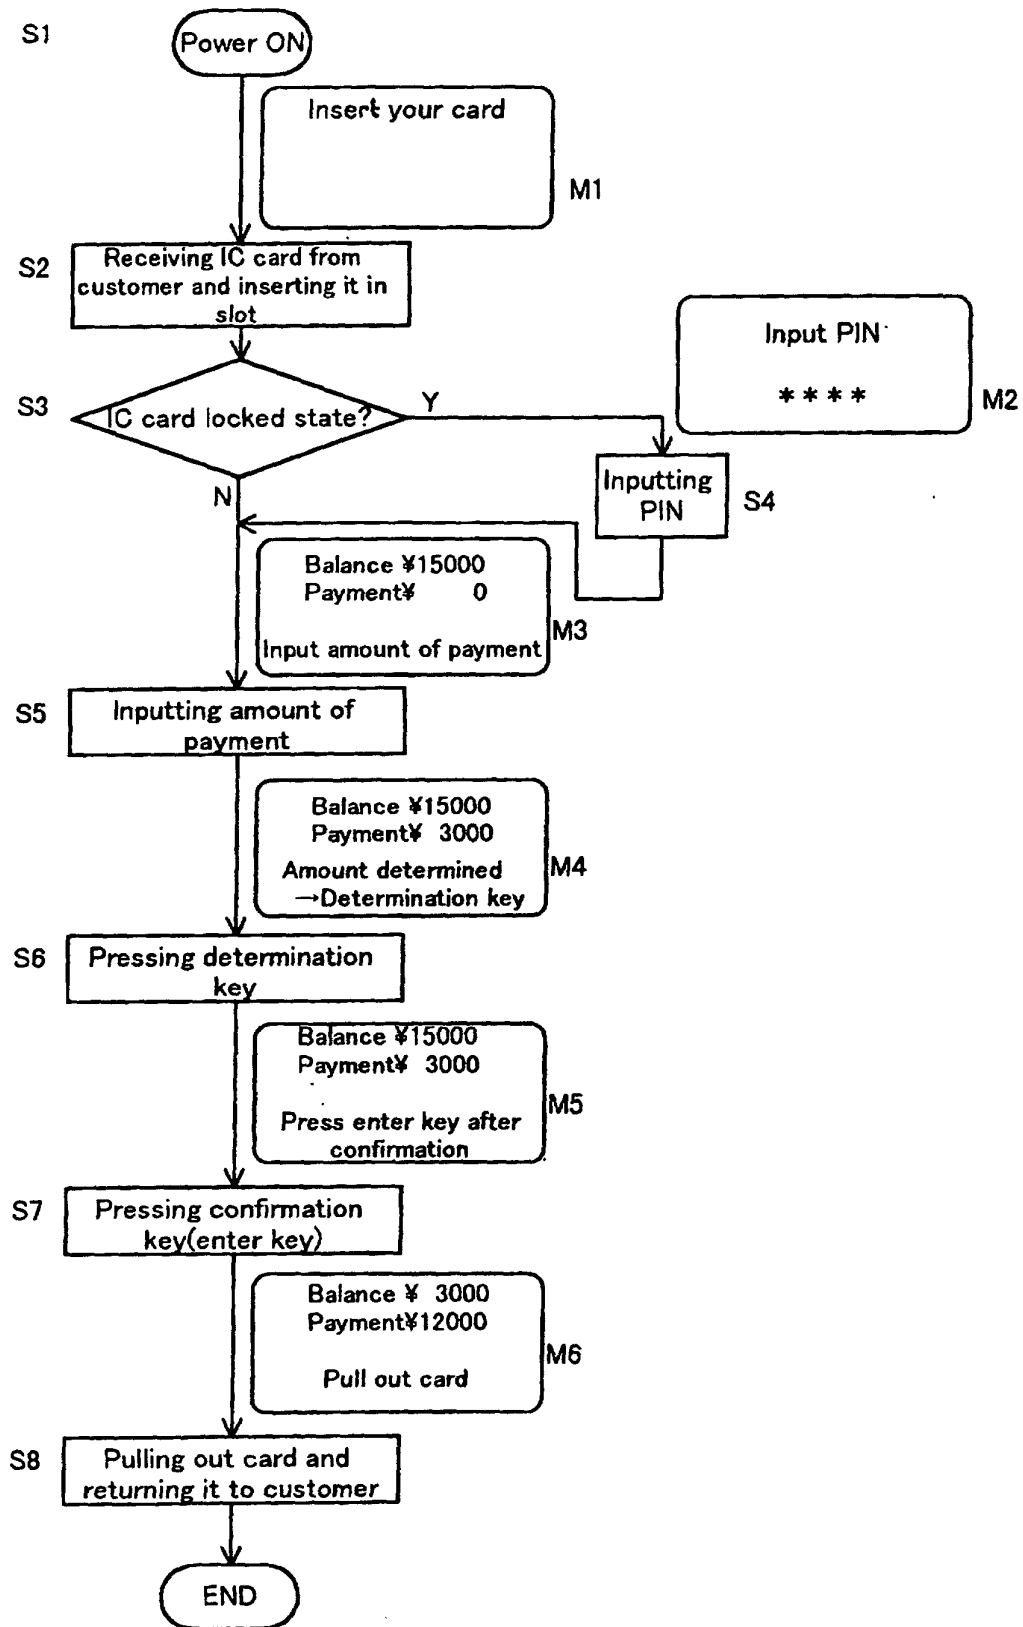 S1
Power ON
Insert your card
M1
S2
Receiving IC card from
customer and inserting it in
slot
Input PIN
****
M2
S3
IC card locked state?
Y
N
Inputting
PIN
S4
Balance ¥15000
Payment¥ 0
Input amount of payment
M3
S5
Inputting amount of
payment
Balance ¥15000
Payment¥ 3000
Amount determined
→Determination key
M4
S6
Pressing determination
key
Balance ¥15000
Payment¥ 3000
Press enter key after
confirmation
M5
S7
Pressing confirmation
key(enter key)
Balance ¥ 3000
Payment¥12000
Pull out card
M6
S8
Pulling out card and
returning it to customer
END